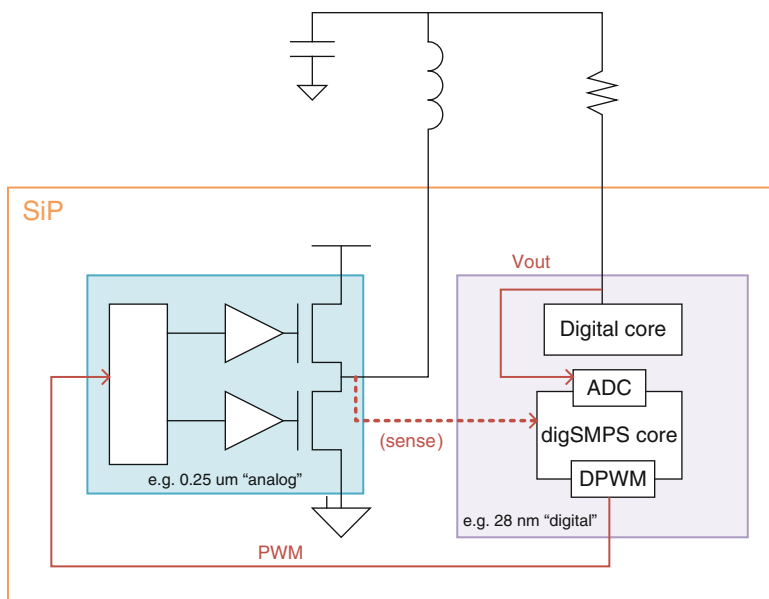 SiP
Vout
Digital core
ADC
digSMPS core
(sense)
DPWM
e.g. 0.25 um “analog”
e.g. 28 nm “digital”
PWM